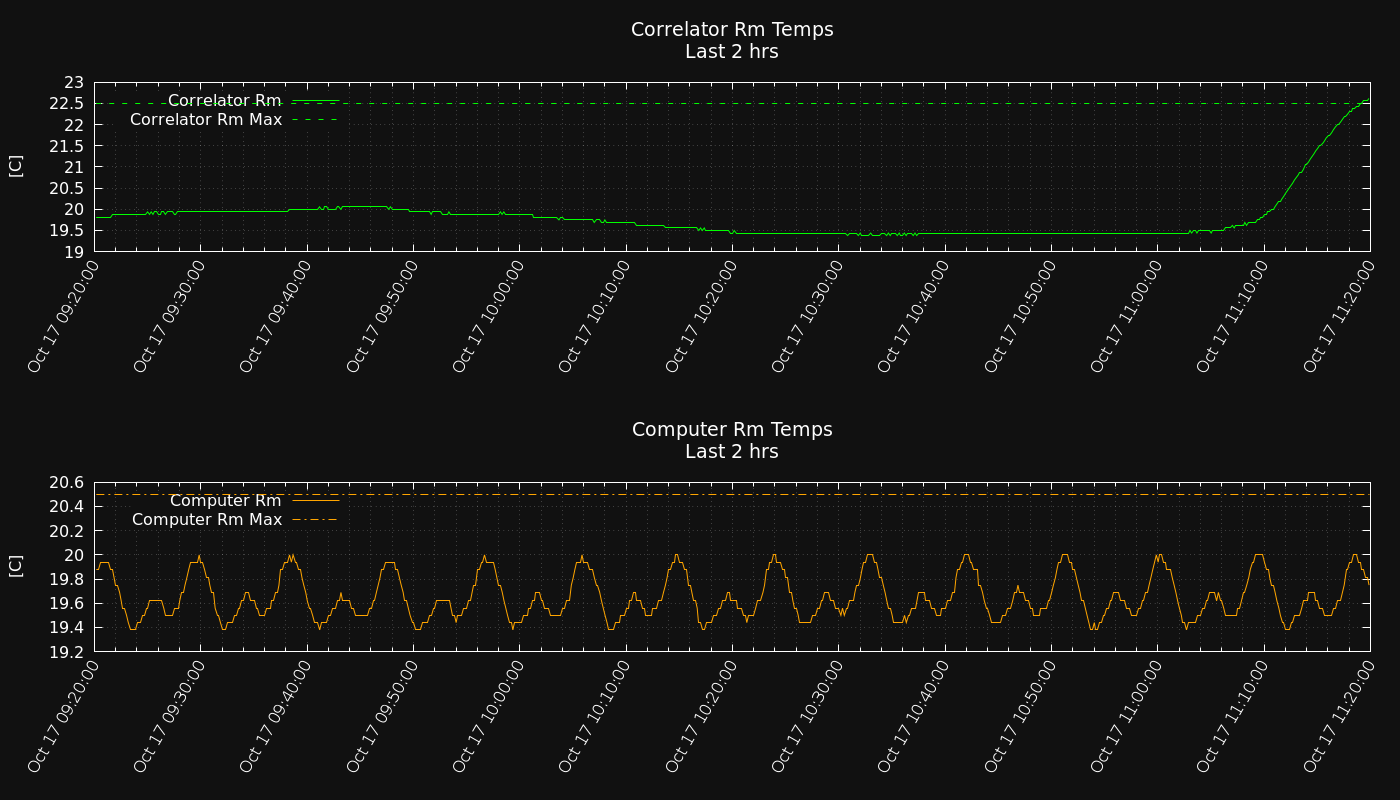 Correlator Rm Temps
Last 2 hrs
23
22.5
22
21.5
21
20.5
20
19.5
19
[C]
Correlator Rm
Correlator Rm Max
Oct 17 09:20:00
Oct 17 09:30:00
Oct 17 09:40:00
Oct 17 09:50:00
Oct 17 10:00:00
Oct 17 10:10:00
Oct 17 10:20:00
Oct 17 10:30:00
Oct 17 10:40:00
Oct 17 10:50:00
Oct 17 11:00:00
Oct 17 11:10:00
Oct 17 11:20:00
Computer Rm Temps
Last 2 hrs
20.6
20.4
20.2
20
19.8
19.6
19.4
19.2
[C]
Computer Rm
Computer Rm Max
Oct 17 09:20:00
Oct 17 09:30:00
Oct 17 09:40:00
Oct 17 09:50:00
Oct 17 10:00:00
Oct 17 10:10:00
Oct 17 10:20:00
Oct 17 10:30:00
Oct 17 10:40:00
Oct 17 10:50:00
Oct 17 11:00:00
Oct 17 11:10:00
Oct 17 11:20:00